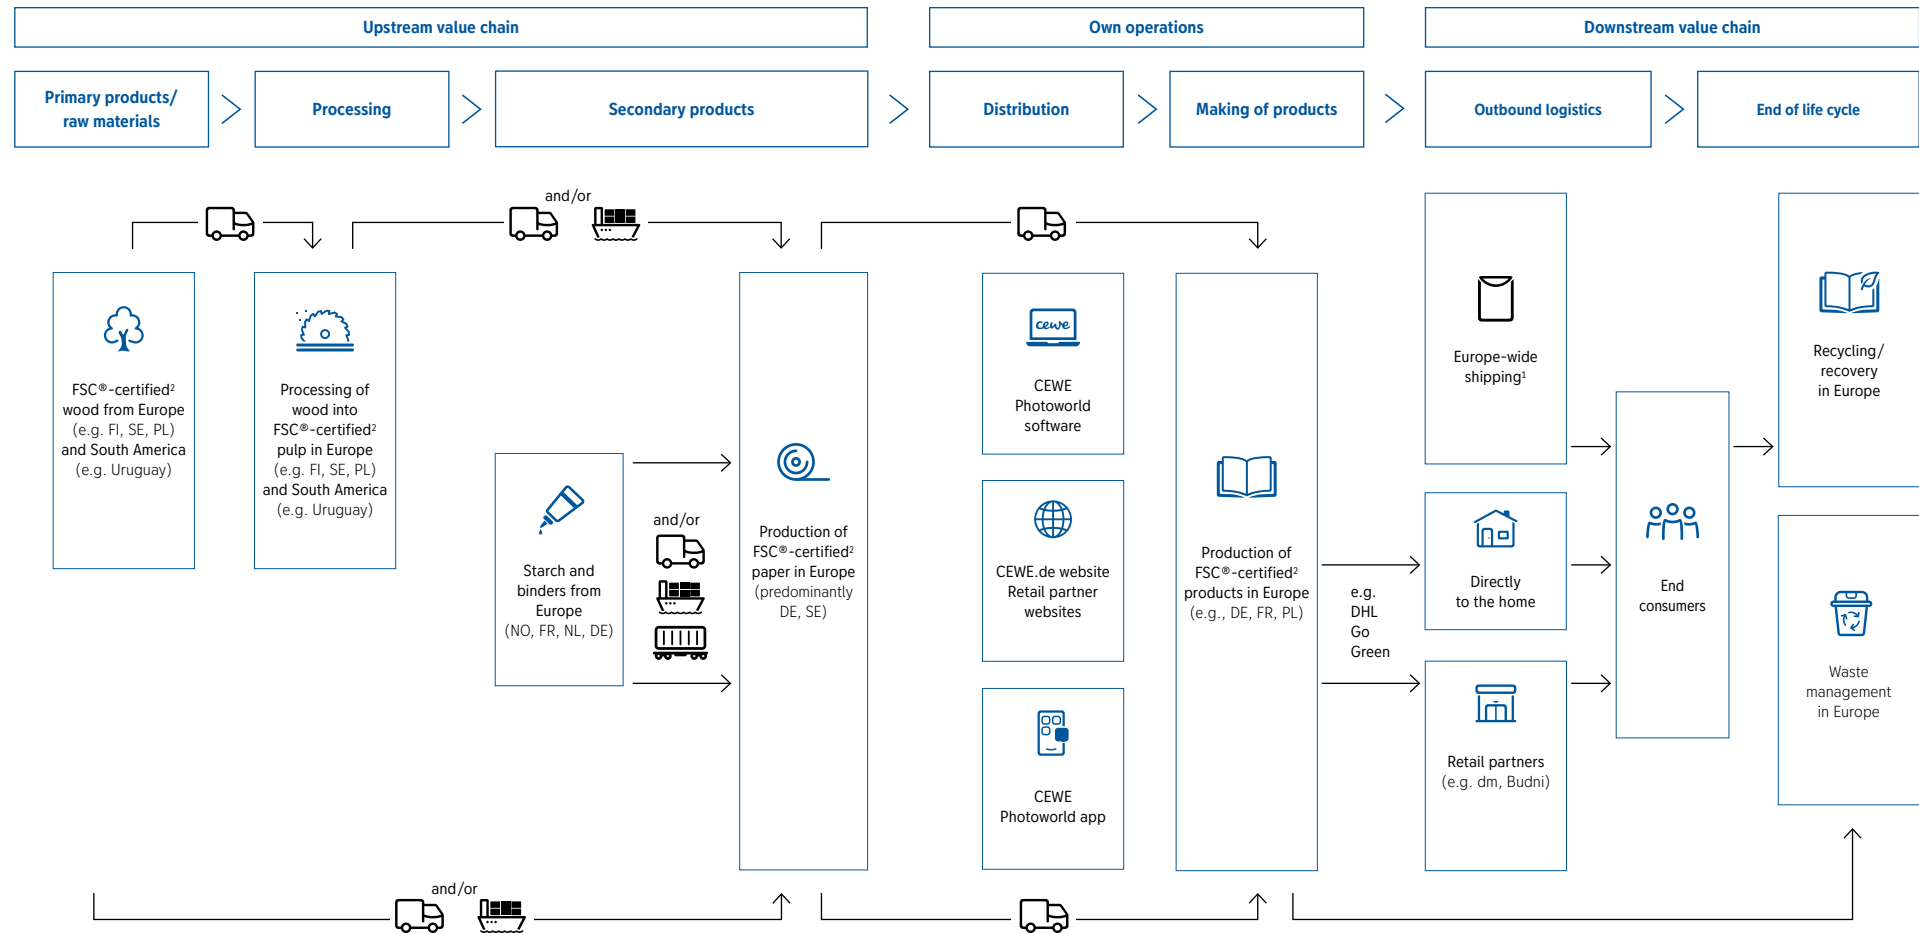 Upstream value chain
Own operations
Downstream value chain
Primary products/
raw materials
Processing
Secondary products
Distribution
Making of products
Outbound logistics
End of life cycle
and/or
FSC®-certified²
wood from Europe
(e.g. FI, SE, PL)
and South America
(e.g. Uruguay)
Processing of
wood into
FSC®-certified²
pulp in Europe
(e.g. FI, SE, PL)
and South America
(e.g. Uruguay)
Starch and
binders from
Europe
(NO, FR, NL, DE)
and/or
Production of
FSC®-certified²
paper in Europe
(predominantly
DE, SE)
cewe
CEWE
Photoworld
software
CEWE.de website
Retail partner
websites
CEWE
Photoworld app
Production of
FSC®-certified²
products in Europe
(e.g., DE, FR, PL)
e.g.
DHL
Go
Green
Europe-wide
shipping¹
Directly
to the home
Retail partners
(e.g. dm, Budni)
End
consumers
Recycling/
recovery
in Europe
Waste
management
in Europe
and/or